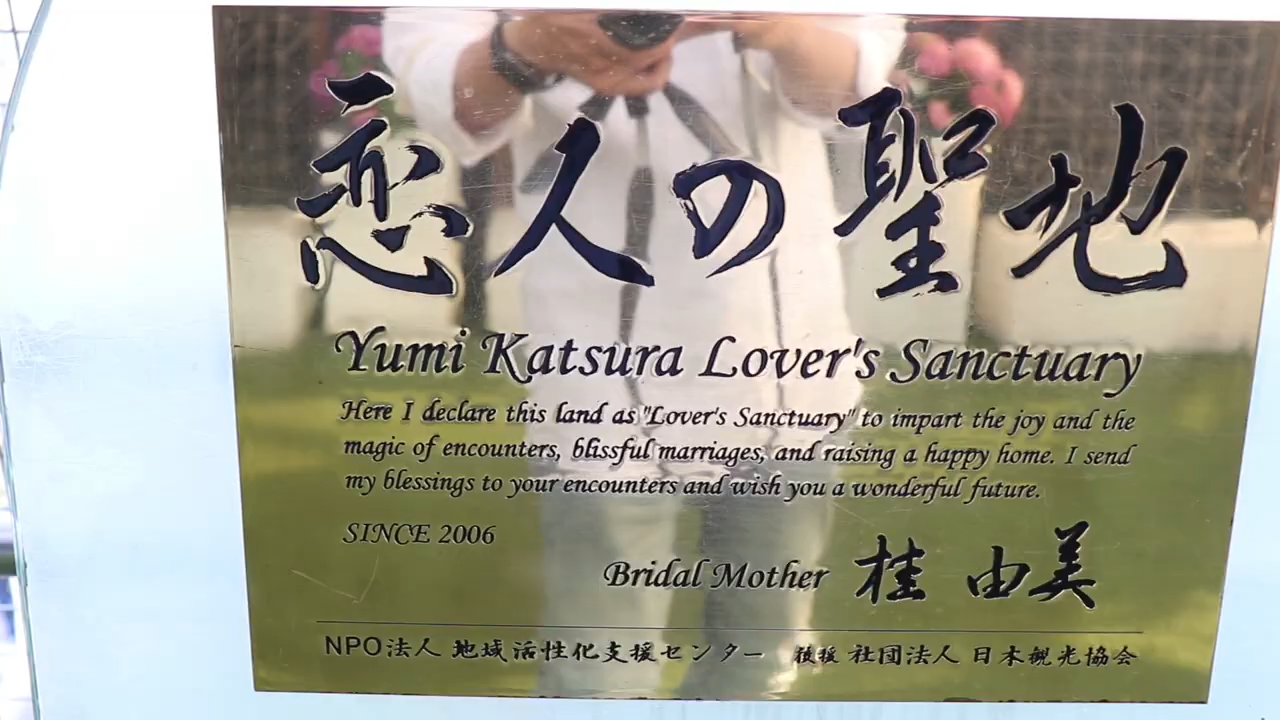 恋人の聖地
Yumi Katsura Lover's Sanctuary
Here I declare this land as "Lover's Sanctuary" to impart the joy and the
magic of encounters, blissful marriages, and raising a happy home. I send
my blessings to your encounters and wish you a wonderful future.
SINCE 2006
Bridal Mother 桂 由美
NPO法人 地域活性化支援センター 後援 社団法人 日本観光協会